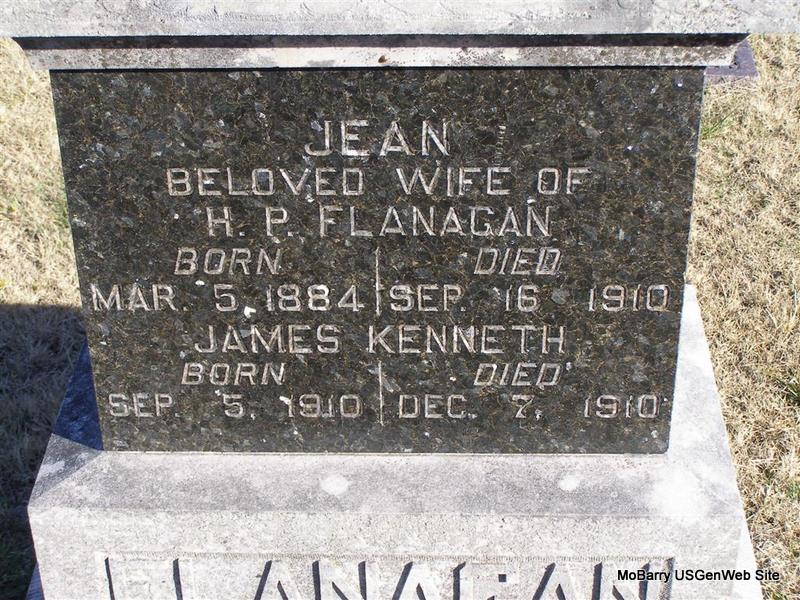 JEAN
BELOVED WIFE OF
H. P. FLANAGAN
BORN DIED
MAR. 5, 1884 SEP. 16 1910
JAMES KENNETH
BORN DIED
SEP. 5, 1910 DEC. 7, 1910
FLANAGAN
MoBarry USGenWeb Site